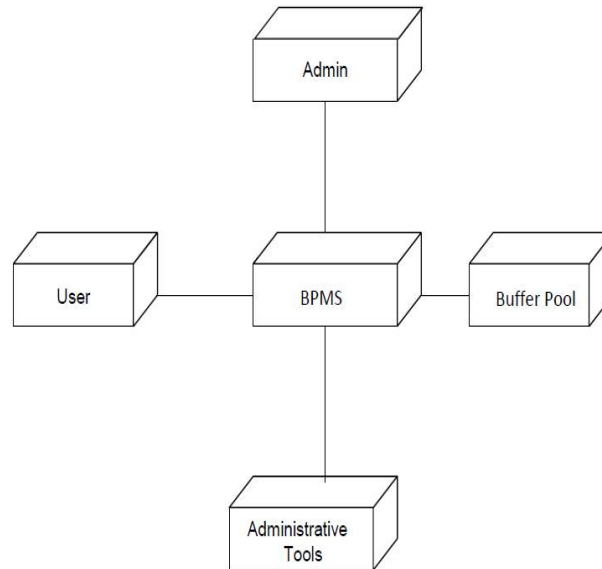 Admin
User
BPMS
Buffer Pool
Administrative
Tools